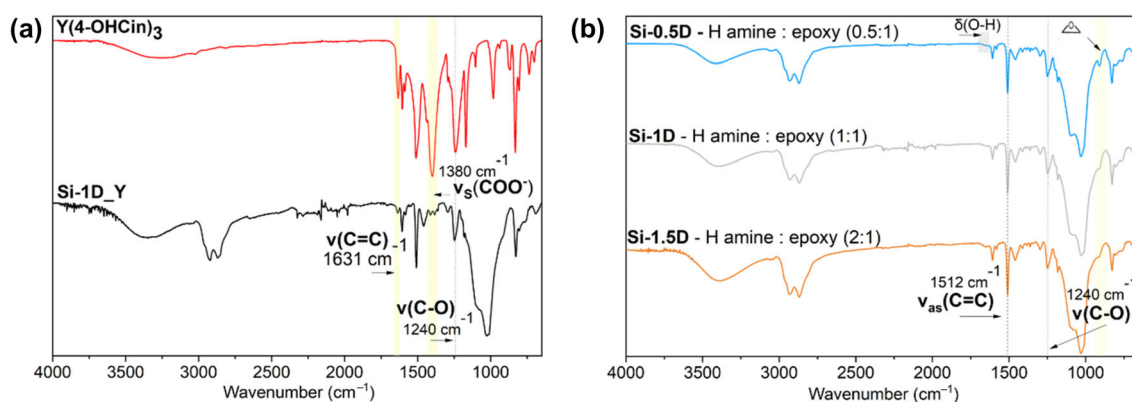 (a)
Y(4-OHCin)3
1380 cm-1
Si-1D_Y
νS(COO-)
ν(C=C)
1631 cm-1
ν(C-O)
1240 cm-1
4000 3500 3000 2500 2000 1500 1000
Wavenumber (cm−1)
(b)
δ(O-H)
O
Si-0.5D - H amine : epoxy (0.5:1)
Si-1D - H amine : epoxy (1:1)
Si-1.5D - H amine : epoxy (2:1)
1512 cm-1
νas(C=C)
1240 cm-1
ν(C-O)
4000 3500 3000 2500 2000 1500 1000
Wavenumber (cm−1)